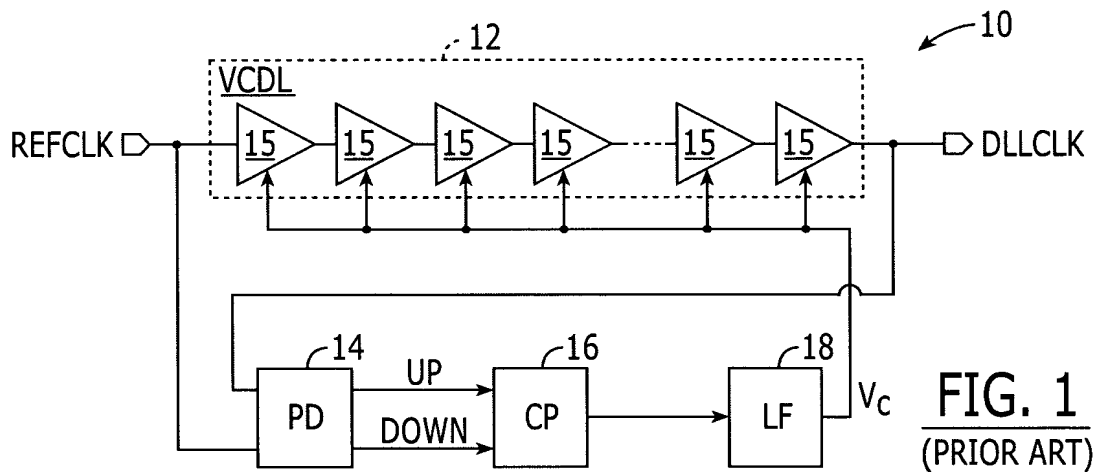 12
10
VCDL
REFCLK
15 15 15 15 15 15
DLLCLK
14
16
18
UP
PD
CP
LF
VC
DOWN
FIG. 1
(PRIOR ART)